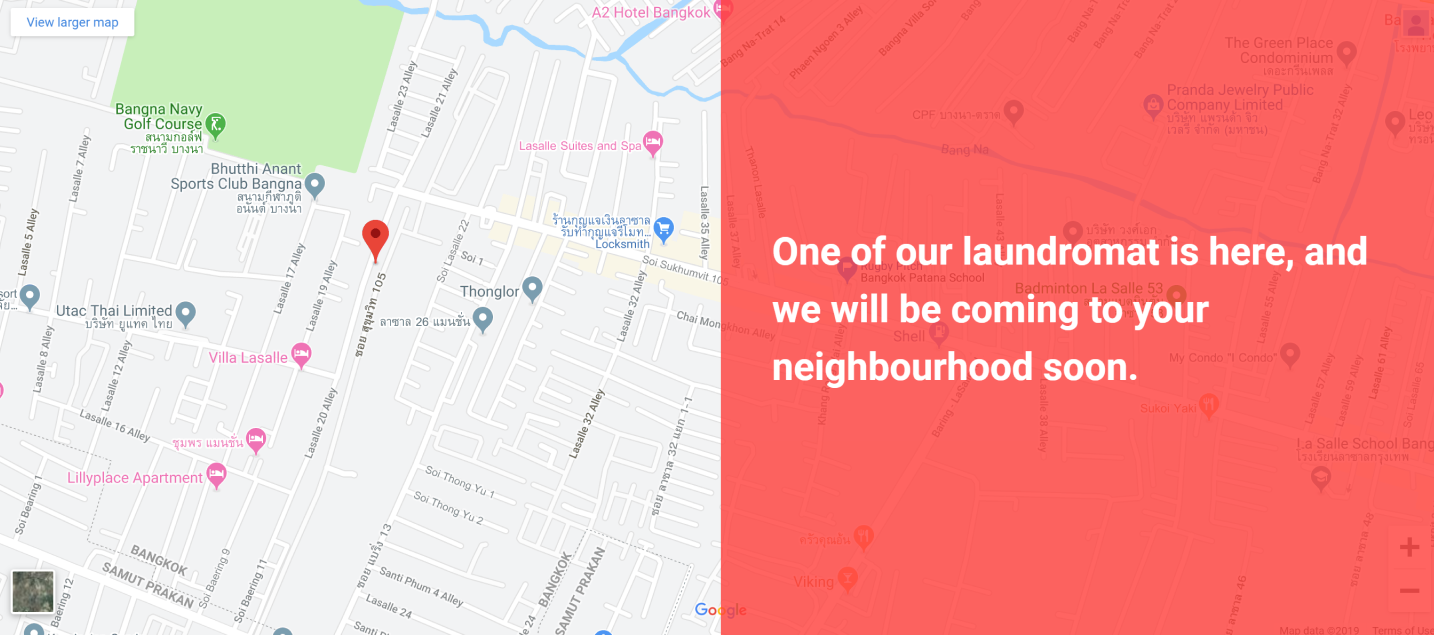 View larger map
A2 Hotel Bangkok
Bang Na-Trat 14
Phaen Ngoen 3 Alley
Bangna Villa So
The Green Place
Condominium
เดอะกรีนเพลส
Bangna Navy
Golf Course
สนามกอล์ฟ
ราชนาวี บางนา
Lasalle 23 Alley
Lasalle 21 Alley
Lasalle Suites and Spa
CPF บางนา-ตราด
Pranda Jewelry Public
Company Limited
บริษัท แพรนด้า จิว
เวลรี่ จำกัด (มหาชน)
Bang Na-Trat 32 Alley
Leo
Bang Na
Lasalle 7 Alley
Bhutthi Anant
Sports Club Bangna
สนามกีฬาภูติ
อนันต์ บางนา
Thanon Lasalle
Lasalle 5 Alley
Lasalle 35 Alley
Lasalle 37 Alley
Lasalle 22
Soi 1
ร้านกุญแจเงินลาซาล
รับทำกุญแจรีโมท...
Locksmith
Soi Sukhumvit 105
One of our laundromat is here, and
we will be coming to your
neighbourhood soon.
Rugby Pitch
Bangkok Patana School
Badminton La Salle 53
Lasalle 17 Alley
Lasalle 19 Alley
ซอย สุขุมวิท 105
Thonglor
Lasalle 32 Alley
Lasalle 55 Alley
Utac Thai Limited
บริษัท ยูแทค ไทย
ลาซาล 26 แมนชั่น
Chai Mongkhon Alley
Shell
My Condo "I Condo"
Villa Lasalle
Lasalle 8 Alley
Lasalle 12 Alley
Lasalle 57 Alley
Lasalle 59 Alley
Lasalle 61 Alley
Soi Lasalle 65
Sukoi Yaki
Lasalle 16 Alley
Lasalle 20 Alley
Lasalle 32 Alley
ซอย ลาซาล 32 แยก 1-1
Lasalle 38 Alley
ชุมพร แมนชั่น
Lillyplace Apartment
La Salle School Bang
โรงเรียนลาซาลกรุงเทพ
Soi Bearing 1
Soi Thong Yu 1
Soi Thong Yu 2
ซอย แบริ่ง 13
BANGKOK
SAMUT PRAKAN
Soi Baering 9
Soi Baering 11
BANGKOK
SAMUT PRAKAN
ครัวคุณอัน
Viking
Santi Phum 4 Alley
Lasalle 24
Baering 12
Google
Map data ©2019
Terms of Use